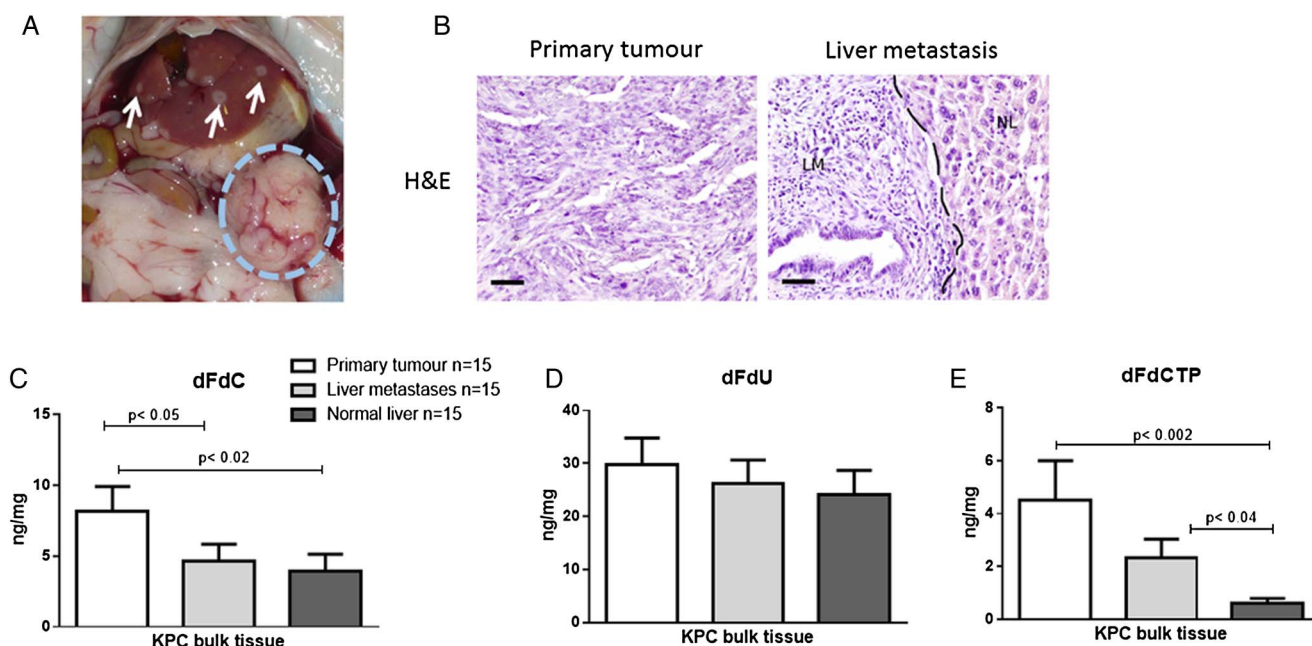 A
B
Primary tumour
Liver metastasis
H&E
LM
NL
C
dFdC
Primary tumour n=15
Liver metastases n=15
Normal liver n=15
15
10
5
0
ng/mg
p< 0.05
p< 0.02
KPC bulk tissue
D
dFdU
40
30
20
10
0
ng/mg
KPC bulk tissue
E
dFdCTP
8
6
4
2
0
ng/mg
p< 0.002
p< 0.04
KPC bulk tissue